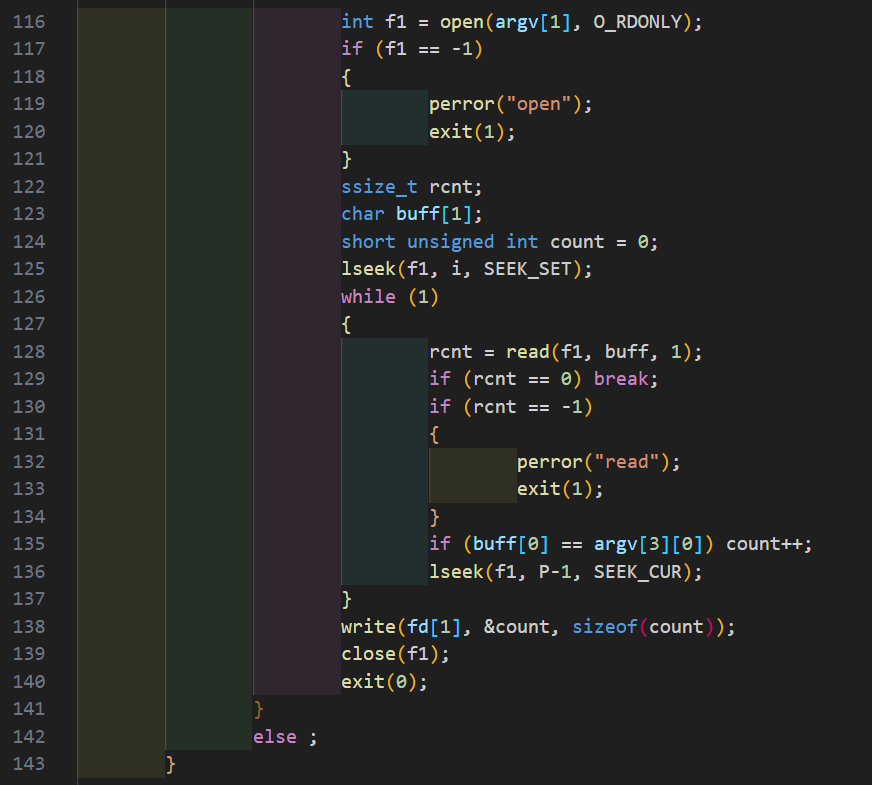 116 int f1 = open(argv[1], O_RDONLY);
117 if (f1 == -1)
118 {
119 perror("open");
120 exit(1);
121 }
122 ssize_t rcnt;
123 char buff[1];
124 short unsigned int count = 0;
125 lseek(f1, i, SEEK_SET);
126 while (1)
127 {
128 rcnt = read(f1, buff, 1);
129 if (rcnt == 0) break;
130 if (rcnt == -1)
131 {
132 perror("read");
133 exit(1);
134 }
135 if (buff[0] == argv[3][0]) count++;
136 lseek(f1, P-1, SEEK_CUR);
137 }
138 write(fd[1], &count, sizeof(count));
139 close(f1);
140 exit(0);
141 }
142 else ;
143 }